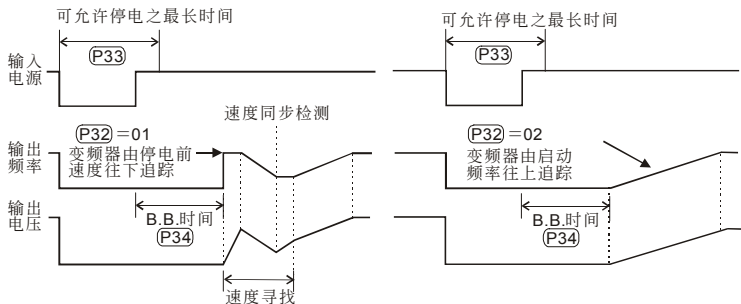 可允许停电之最长时间
P33
输入
电源
速度同步检测
P32=01
变频器由停电前
速度往下追踪
输出
频率
B.B.时间
P34
输出
电压
速度寻找
可允许停电之最长时间
P33
P32=02
变频器由启动
频率往上追踪
B.B.时间
P34